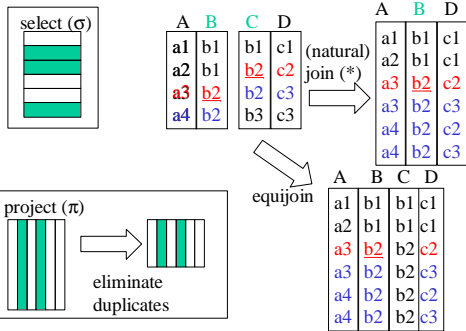 select (σ)
A B C D
a1 b1 b1 c1
a2 b1 b2 c2
a3 b2 b2 c3
a4 b2 b3 c3
(natural)
join (*)
A B D
a1 b1 c1
a2 b1 c1
a3 b2 c2
a3 b2 c3
a4 b2 c2
a4 b2 c3
equijoin
A B C D
a1 b1 b1 c1
a2 b1 b1 c1
a3 b2 b2 c2
a3 b2 b2 c3
a4 b2 b2 c2
a4 b2 b2 c3
project (π)
eliminate
duplicates